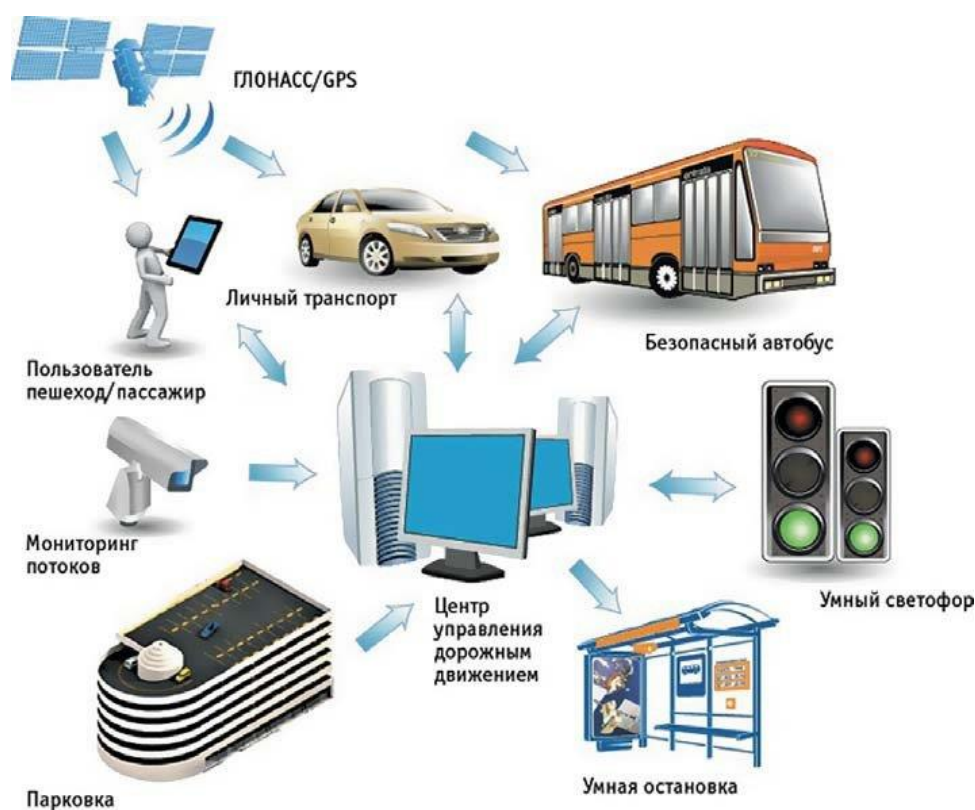 ГЛОНАСС/GPS
Личный транспорт
Безопасный автобус
Пользователь
пешеход/пассажир
Мониторинг
потоков
Центр
управления
дорожным
движением
Умный светофор
Умная остановка
Парковка